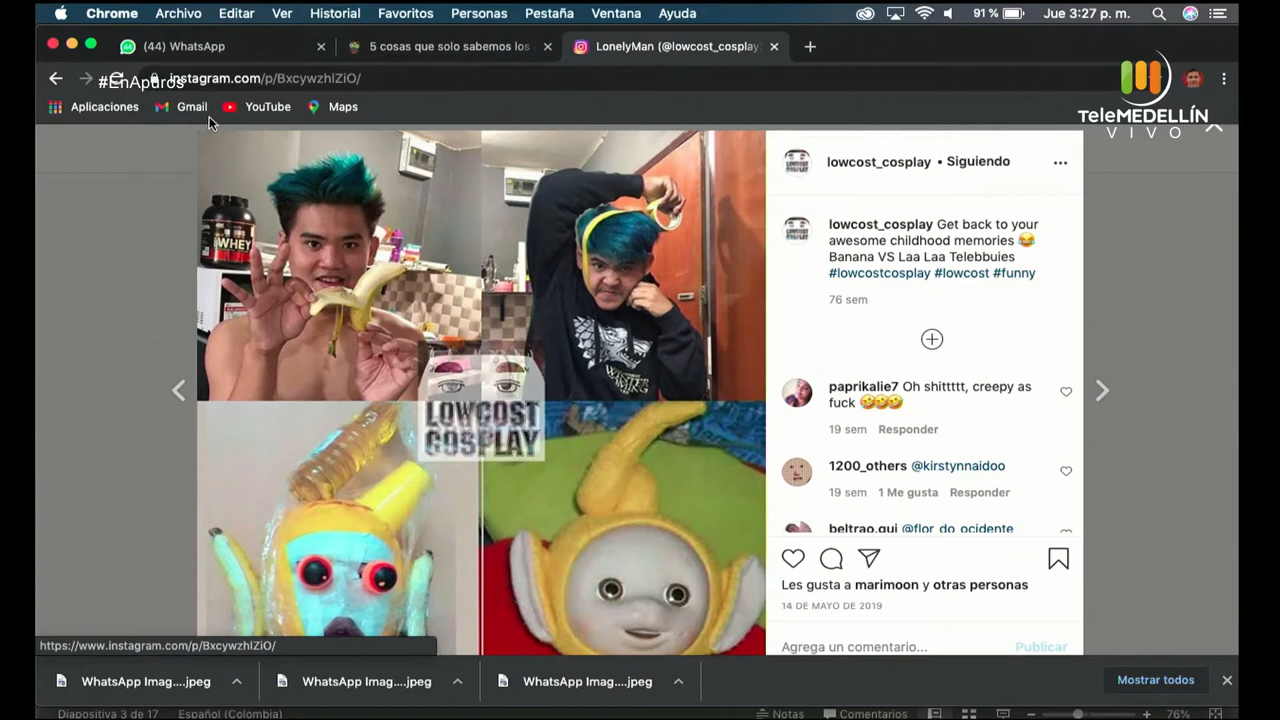 Chrome Archivo Editar Ver Historial Favoritos Personas Pestaña Ventana Ayuda 91 % Jue 3:27 p. m.
(44) WhatsApp 5 cosas que solo sabemos los LonelyMan (@lowcost_cosplay
#EnApuros
instagram.com/p/BxcywzhlZiO/
Aplicaciones Gmail YouTube Maps
TeleMEDELLÍN
VIVO
lowcost_cosplay • Siguiendo
lowcost_cosplay Get back to your
awesome childhood memories 😂
Banana VS Laa Laa Telebbuies
#lowcostcosplay #lowcost #funny
76 sem
paprikalie7 Oh shittttt, creepy as
fuck 🤣🤣🤣
19 sem Responder
1200_others @kirstynnaidoo
19 sem 1 Me gusta Responder
beltrao.gui @flor_do_ocidente
Les gusta a marimoon y otras personas
14 DE MAYO DE 2019
Agrega un comentario... Publicar
WHEY
WINTER
IS
COMING
LOWCOST
COSPLAY
https://www.instagram.com/p/BxcywzhlZiO/
WhatsApp Imag....jpeg WhatsApp Imag....jpeg WhatsApp Imag....jpeg Mostrar todos
Diapositiva 3 de 17 Español (Colombia) Notas Comentarios 76%